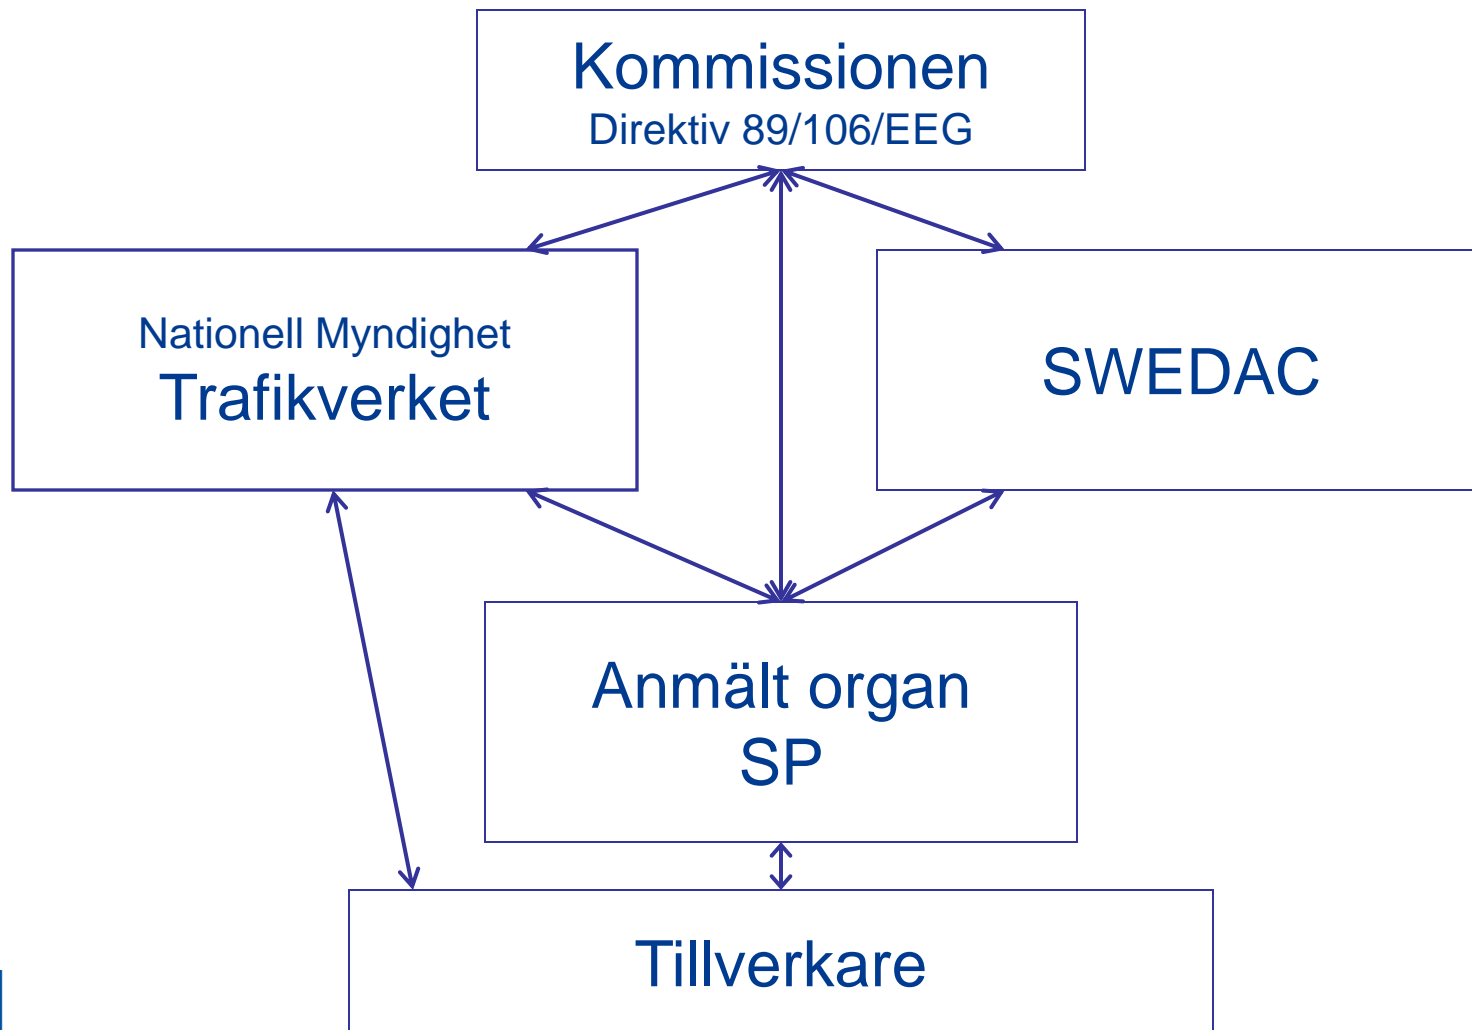 Kommissionen
Direktiv 89/106/EEG
Nationell Myndighet
Trafikverket
SWEDAC
Anmält organ
SP
Tillverkare